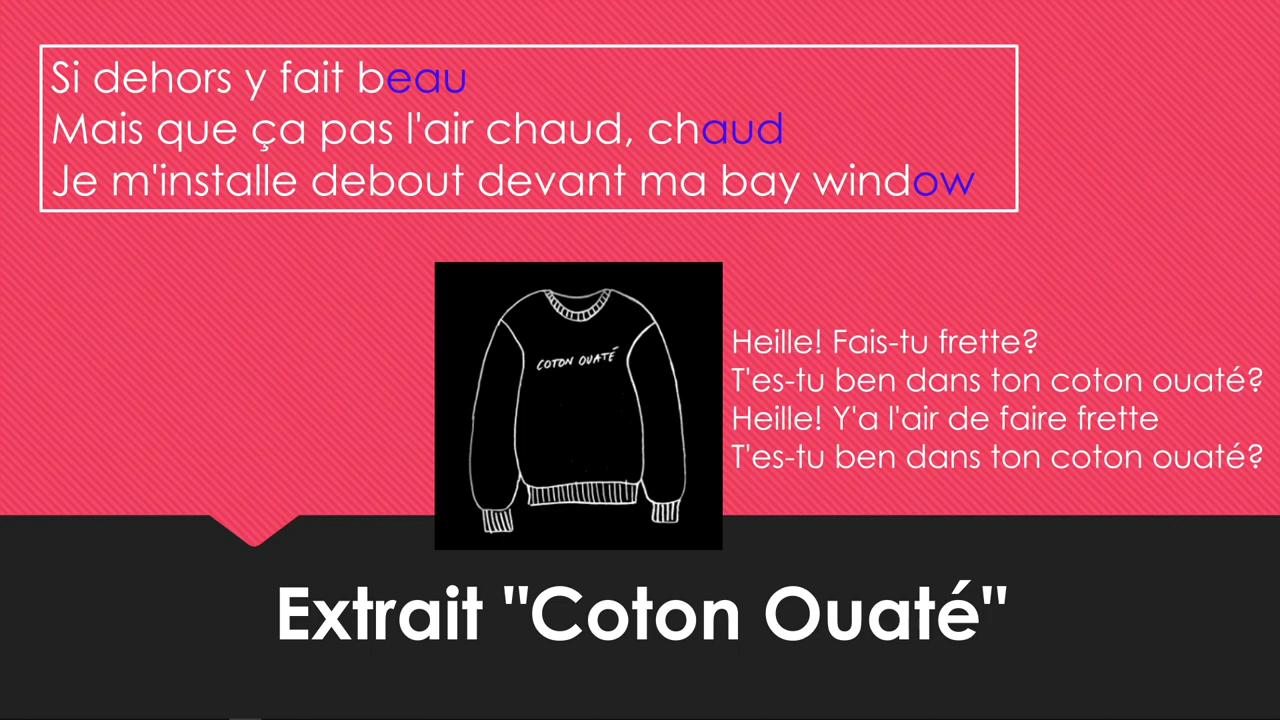 Si dehors y fait beau
Mais que ça pas l'air chaud, chaud
Je m'installe debout devant ma bay window
COTON OUATÉ
Heille! Fais-tu frette?
T'es-tu ben dans ton coton ouaté?
Heille! Y'a l'air de faire frette
T'es-tu ben dans ton coton ouaté?
Extrait "Coton Ouaté"